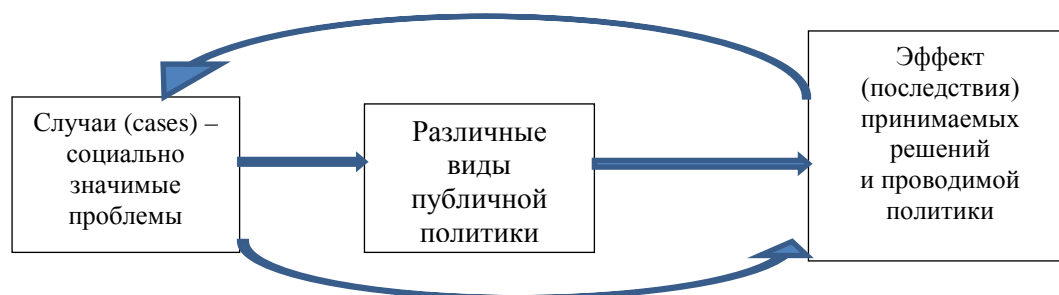 Случаи (cases) –
социально
значимые
проблемы
Различные
виды
публичной
политики
Эффект
(последствия)
принимаемых
решений
и проводимой
политики